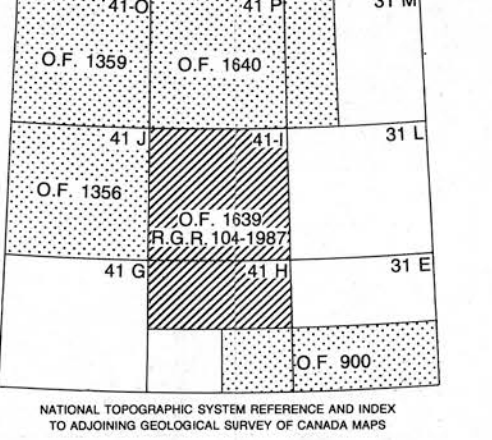 41-O 41 P 31 M
O.F. 1359 O.F. 1640
41 J 41-I 31 L
O.F. 1356
O.F. 1639
R.G.R. 104-1987
41 G 41 H 31 E
O.F. 900
NATIONAL TOPOGRAPHIC SYSTEM REFERENCE AND INDEX
TO ADJOINING GEOLOGICAL SURVEY OF CANADA MAPS